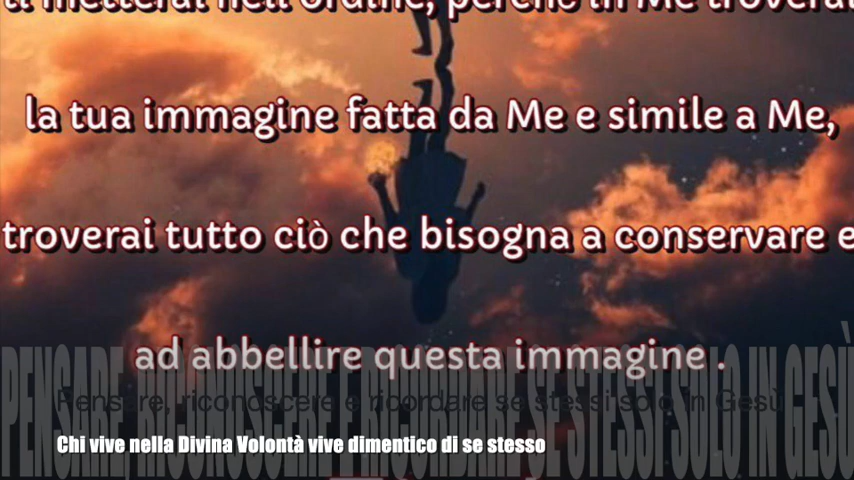 ti metterai nell'ordine, perché in Me troverai
la tua immagine fatta da Me e simile a Me,
troverai tutto ciò che bisogna a conservare e
ad abbellire questa immagine .
PENSARE, RICONOSCERE E RICORDARE SE STESSI SOLO IN GESÙ
Pensare, riconoscere e ricordare se stessi solo in Gesù
Chi vive nella Divina Volontà vive dimentico di se stesso